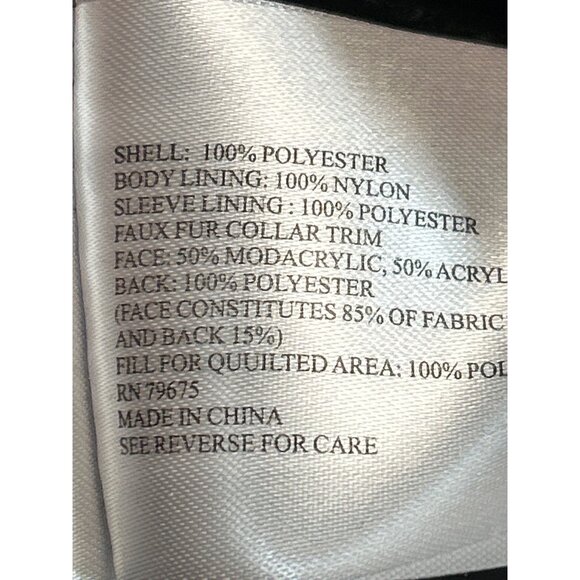 SHELL: 100% POLYESTER
BODY LINING: 100% NYLON
SLEEVE LINING : 100% POLYESTER
FAUX FUR COLLAR TRIM
FACE: 50% MODACRYLIC, 50% ACRYL
BACK: 100% POLYESTER
(FACE CONSTITUTES 85% OF FABRIC
AND BACK 15%)
FILL FOR QUUILTED AREA: 100% POL
RN 79675
MADE IN CHINA
SEE REVERSE FOR CARE